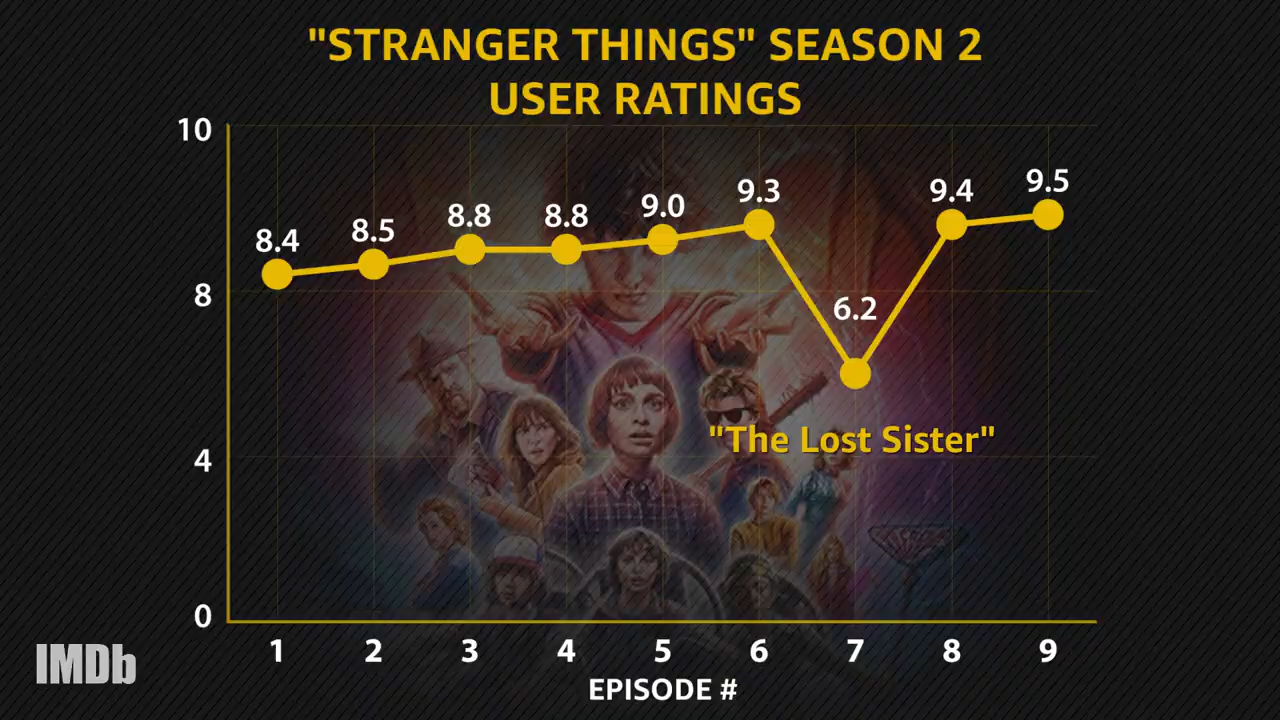 "STRANGER THINGS" SEASON 2
USER RATINGS
10
8
4
0
8.4
8.5
8.8
8.8
9.0
9.3
6.2
9.4
9.5
"The Lost Sister"
1 2 3 4 5 6 7 8 9
EPISODE #
IMDb